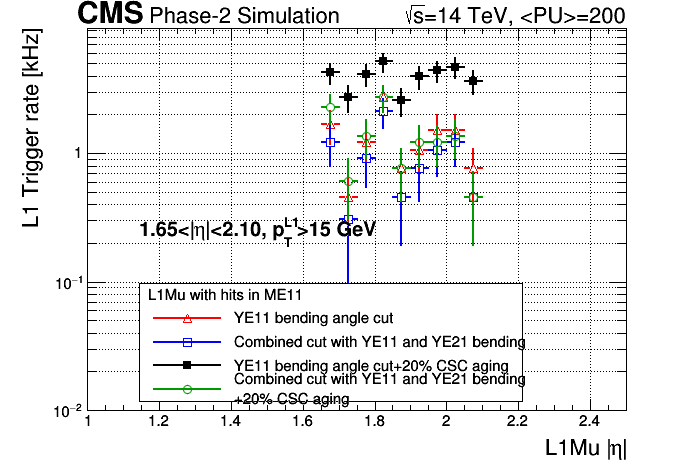 CMS Phase-2 Simulation √s=14 TeV, <PU>=200
L1 Trigger rate [kHz]
1
10⁻¹
10⁻²
1.65<|η|<2.10, p_T^L1>15 GeV
L1Mu with hits in ME11
YE11 bending angle cut
Combined cut with YE11 and YE21 bending
YE11 bending angle cut+20% CSC aging
Combined cut with YE11 and YE21 bending
+20% CSC aging
1 1.2 1.4 1.6 1.8 2 2.2 2.4
L1Mu |η|